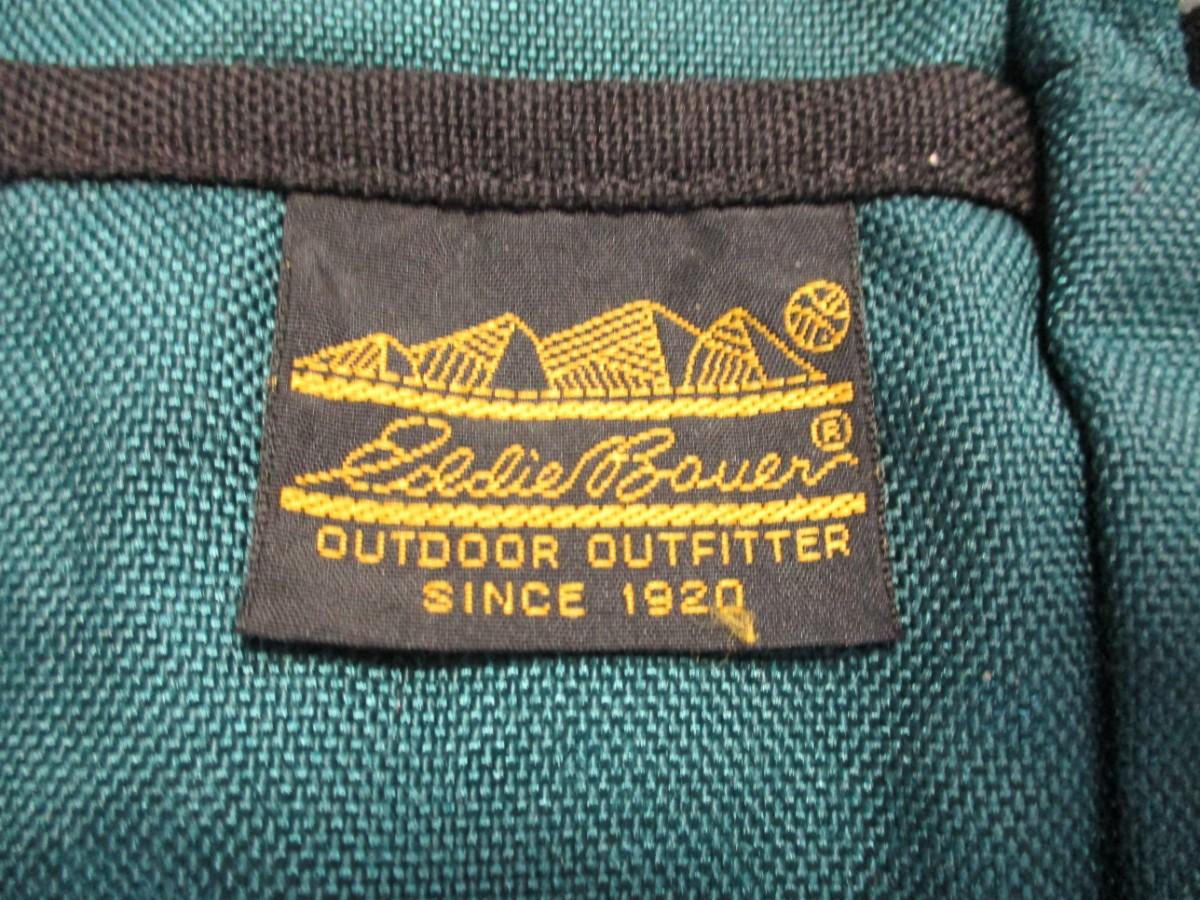 Eddie Bauer®
OUTDOOR OUTFITTER
SINCE 1920